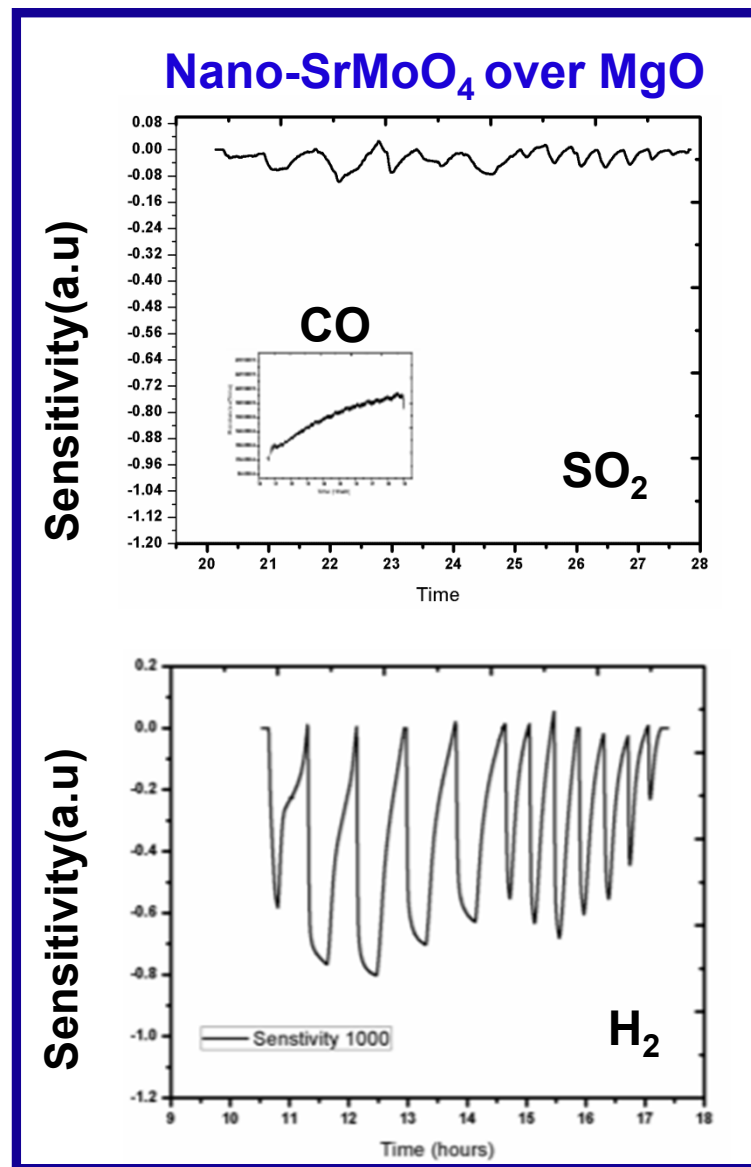 Nano-SrMoO₄ over MgO
Sensitivity(a.u)
0.08
0.00
-0.08
-0.16
-0.24
-0.32
-0.40
-0.48
-0.56
-0.64
-0.72
-0.80
-0.88
-0.96
-1.04
-1.12
-1.20
CO
SO₂
20 21 22 23 24 25 26 27 28
Time
Sensitivity(a.u)
0.2
0.0
-0.2
-0.4
-0.6
-0.8
-1.0
-1.2
Senstivity 1000
H₂
9 10 11 12 13 14 15 16 17 18
Time (hours)